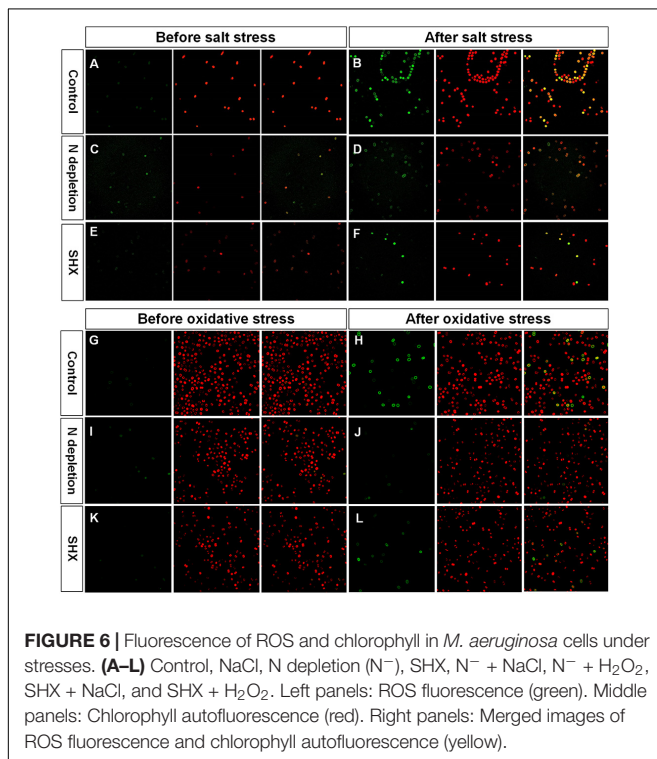 Before salt stress
After salt stress
Control
A
B
N depletion
C
D
SHX
E
F
Before oxidative stress
After oxidative stress
Control
G
H
N depletion
I
J
SHX
K
L
FIGURE 6 | Fluorescence of ROS and chlorophyll in M. aeruginosa cells under
stresses. (A–L) Control, NaCl, N depletion (N⁻), SHX, N⁻ + NaCl, N⁻ + H₂O₂,
SHX + NaCl, and SHX + H₂O₂. Left panels: ROS fluorescence (green). Middle
panels: Chlorophyll autofluorescence (red). Right panels: Merged images of
ROS fluorescence and chlorophyll autofluorescence (yellow).